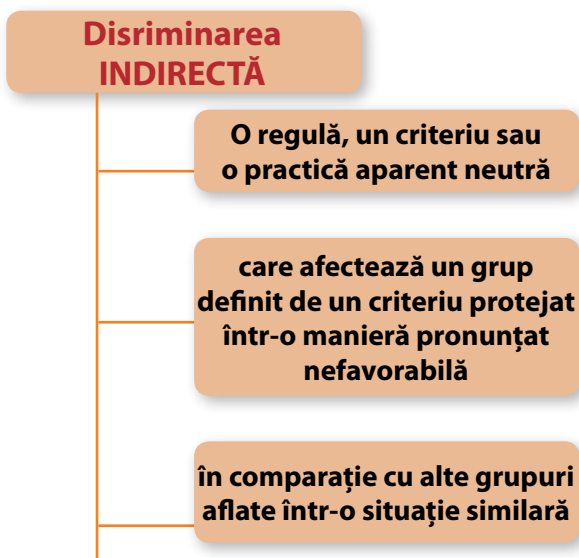 Disriminarea
INDIRECTĂ
O regulă, un criteriu sau
o practică aparent neutră
care afectează un grup
definit de un criteriu protejat
într-o manieră pronunțat
nefavorabilă
în comparație cu alte grupuri
aflate într-o situație similară